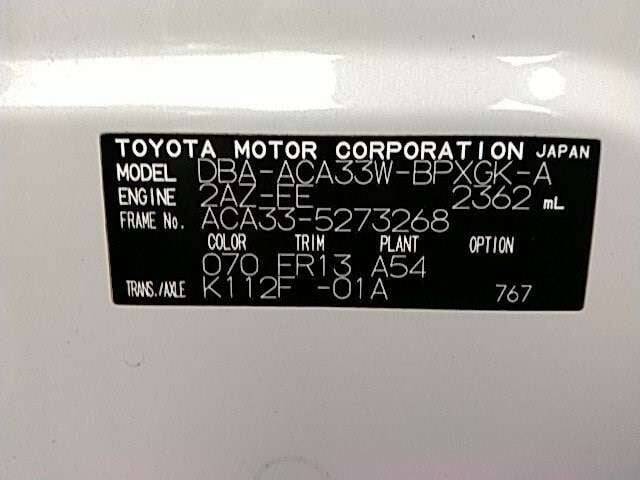 TOYOTA MOTOR CORPORATION JAPAN
MODEL DBA-ACA33W-BPXGK-A
ENGINE 2AZ-FE 2362 mL
FRAME No. ACA33-5273268
COLOR TRIM PLANT OPTION
070 FR13 A54
TRANS./AXLE K112F -01A 767